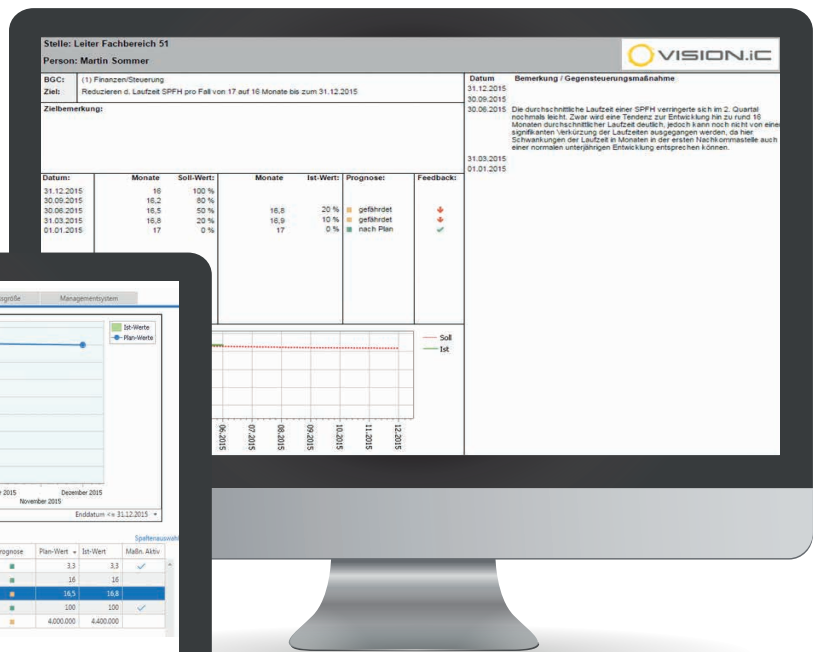 Stelle: Leiter Fachbereich 51
Person: Martin Sommer
VISION.iC
BGC: (1) Finanzen/Steuerung
Ziel: Reduzieren d. Laufzeit SPFH pro Fall von 17 auf 16 Monate bis zum 31.12.2015
Zielbemerkung:
Datum Bemerkung / Gegensteuerungsmaßnahme
31.12.2015
30.09.2015
30.06.2015 Die durchschnittliche Laufzeit einer SPFH verringerte sich im 2. Quartal
nochmals leicht. Zwar wird eine Tendenz zur Entwicklung hin zu rund 16
Monaten durchschnittlicher Laufzeit deutlich, jedoch kann noch nicht von einer
signifikanten Verkürzung der Laufzeiten ausgegangen werden, da hier
Schwankungen der Laufzeit in Monaten in der ersten Nachkommastelle auch
einer normalen unterjährigen Entwicklung entsprechen können.
31.03.2015
01.01.2015
Datum: Monate Soll-Wert: Monate Ist-Wert: Prognose: Feedback:
31.12.2015 16 100 %
30.09.2015 16,2 80 %
30.06.2015 16,5 50 % 16,8 20 % gefährdet
31.03.2015 16,8 20 % 16,9 10 % gefährdet
01.01.2015 17 0 % 17 0 % nach Plan
Soll
Ist
06.2015 07.2015 08.2015 09.2015 10.2015 11.2015 12.2015
sgröße Managementsystem
Ist-Werte
Plan-Werte
2015 Dezember 2015
November 2015
Enddatum <= 31.12.2015
Spaltenauswahl
rognose Plan-Wert Ist-Wert Maßn. Aktiv
3,3 3,3
16 16
16,5 16,8
100 100
4.000.000 4.400.000